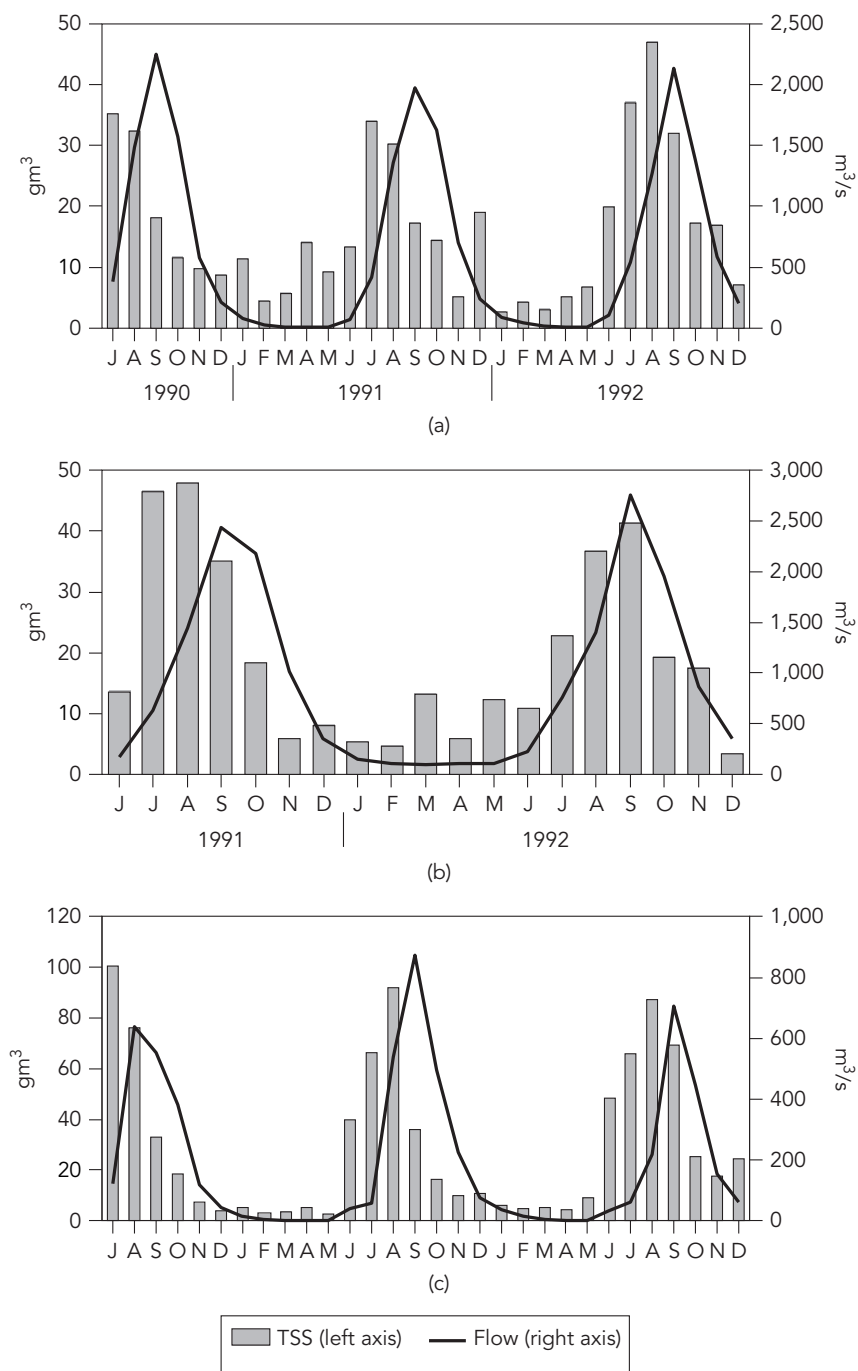 50 2,500
40 2,000
30 1,500
20 1,000
10 500
0 0
gm³ m³/s
J A S O N D J F M A M J J A S O N D J F M A M J J A S O N D
1990 1991 1992
(a)
50 3,000
40 2,500
30 2,000
20 1,500
10 1,000
0 500
0
gm³ m³/s
J J A S O N D J F M A M J J A S O N D
1991 1992
(b)
120 1,000
100 800
80 600
60 400
40 200
20 0
0
gm³ m³/s
J A S O N D J F M A M J J A S O N D J F M A M J J A S O N D
(c)
TSS (left axis) Flow (right axis)